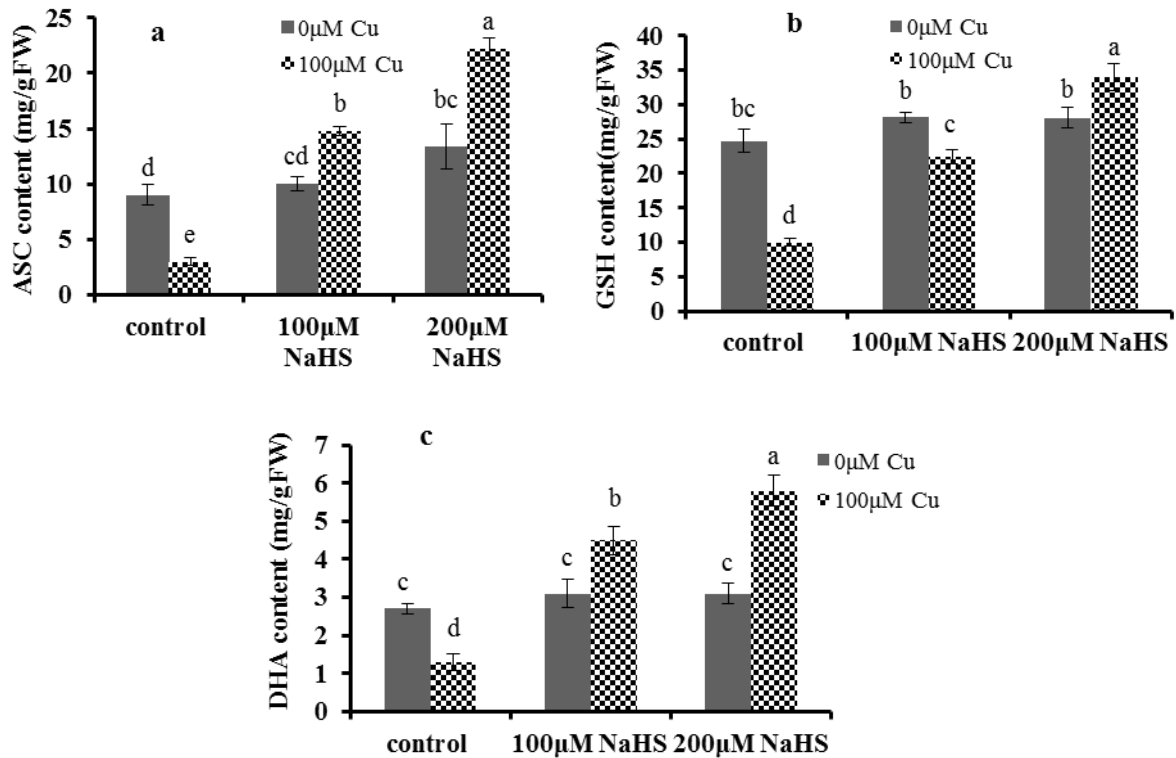 a
ASC content (mg/gFW)
25
20
15
10
5
0
0μM Cu
100μM Cu
d
e
cd
b
bc
a
control
100μM
NaHS
200μM
NaHS
b
GSH content(mg/gFW)
40
35
30
25
20
15
10
5
0
0μM Cu
100μM Cu
bc
d
b
c
b
a
control
100μM NaHS
200μM NaHS
c
DHA content (mg/gFW)
7
6
5
4
3
2
1
0
0μM Cu
100μM Cu
c
d
c
b
c
a
control
100μM NaHS
200μM NaHS